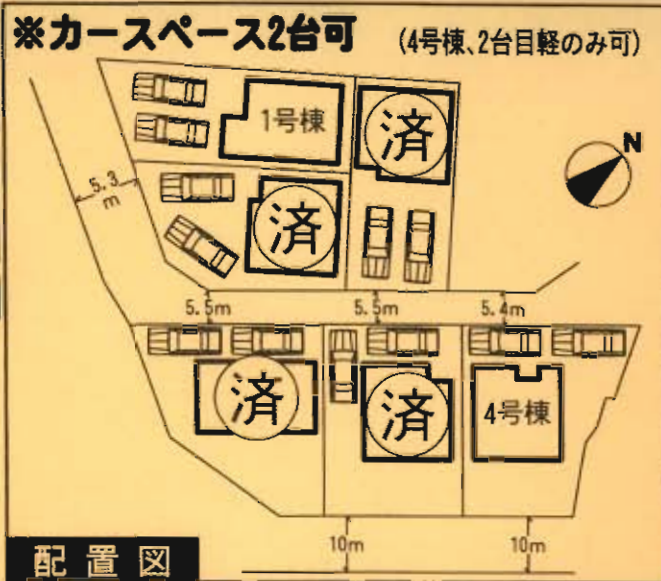 ※カースペース2台可 (4号棟、2台目軽のみ可)
1号棟
済
N
5.3
m
済
5.5m
5.5m
5.4m
済
済
4号棟
10m
10m
配置図